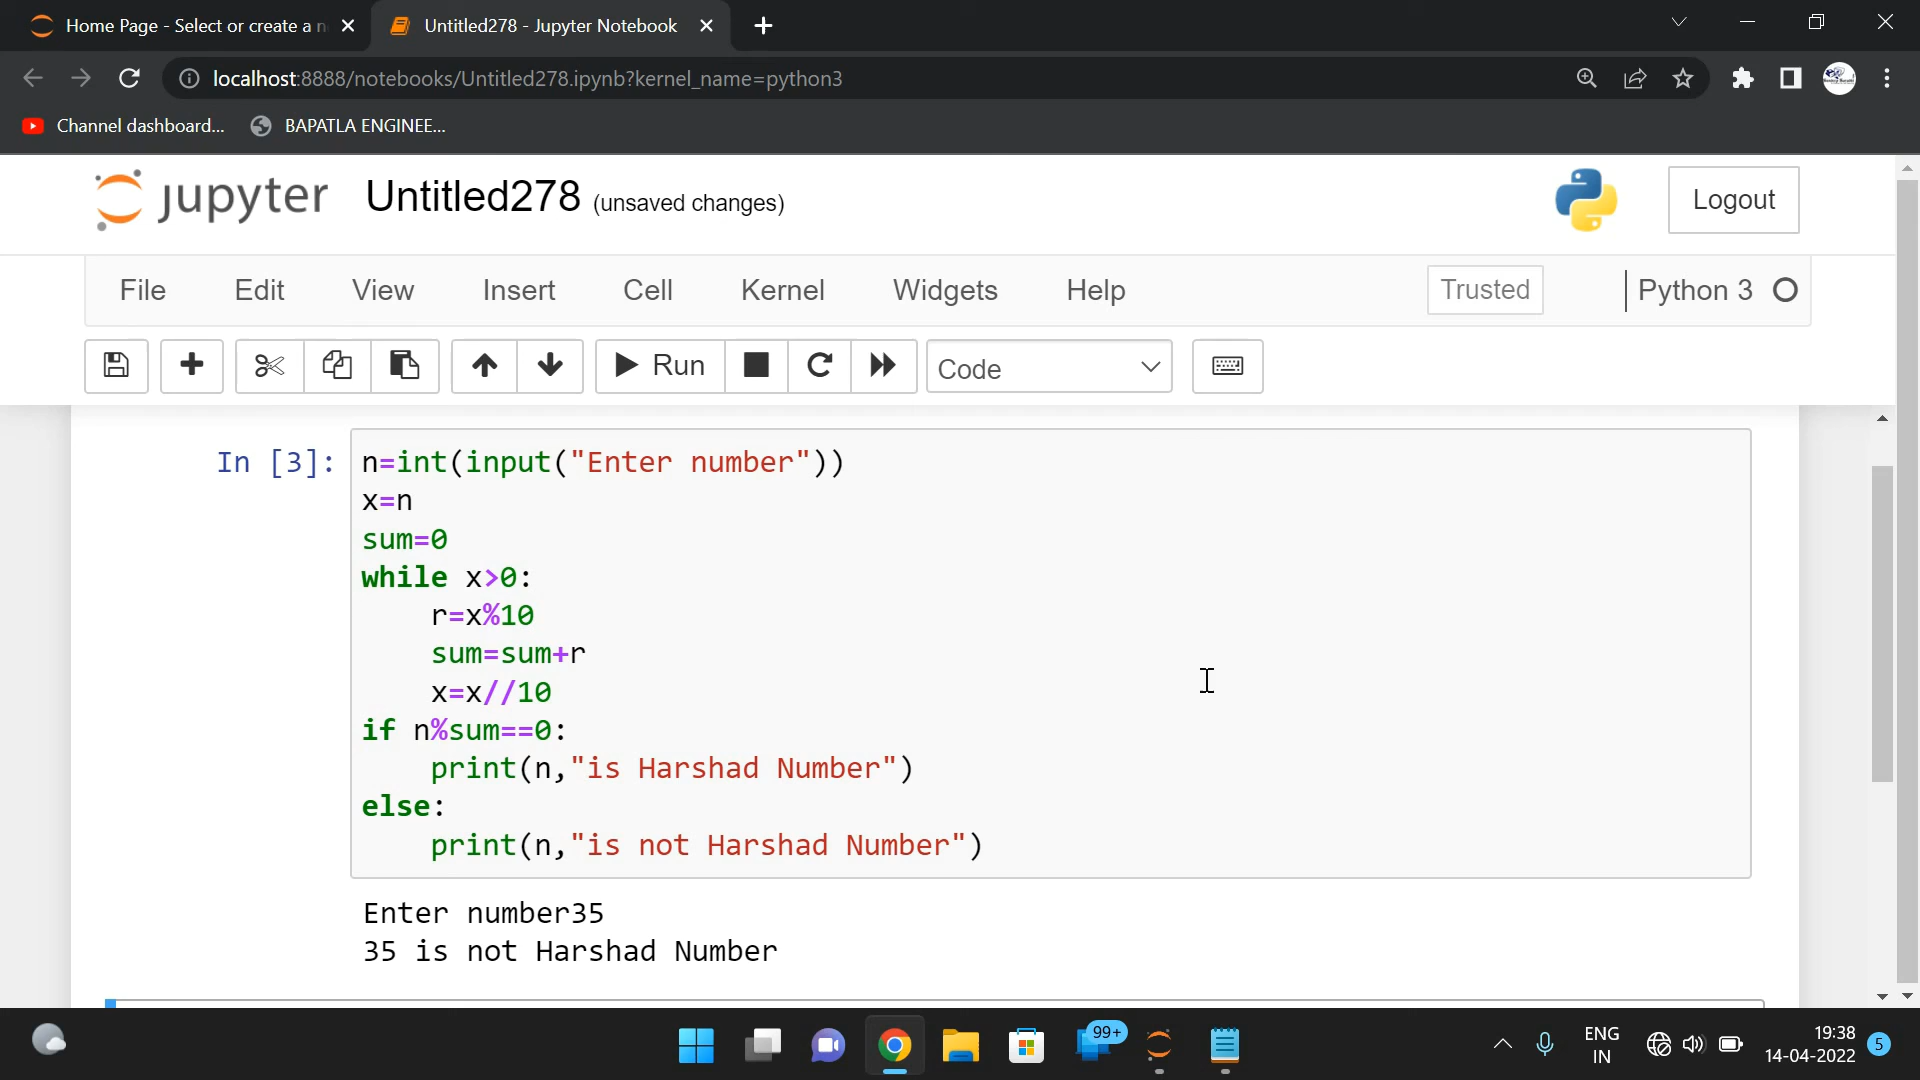 Home Page - Select or create a n
Untitled278 - Jupyter Notebook
localhost:8888/notebooks/Untitled278.ipynb?kernel_name=python3
Channel dashboard...
BAPATLA ENGINEE...
jupyter
Untitled278 (unsaved changes)
Logout
File Edit View Insert Cell Kernel Widgets Help
Trusted
Python 3
Run
Code
In [3]:
n=int(input("Enter number"))
x=n
sum=0
while x>0:
    r=x%10
    sum=sum+r
    x=x//10
if n%sum==0:
    print(n,"is Harshad Number")
else:
    print(n,"is not Harshad Number")
Enter number35
35 is not Harshad Number
99+
ENG
IN
19:38
14-04-2022
5